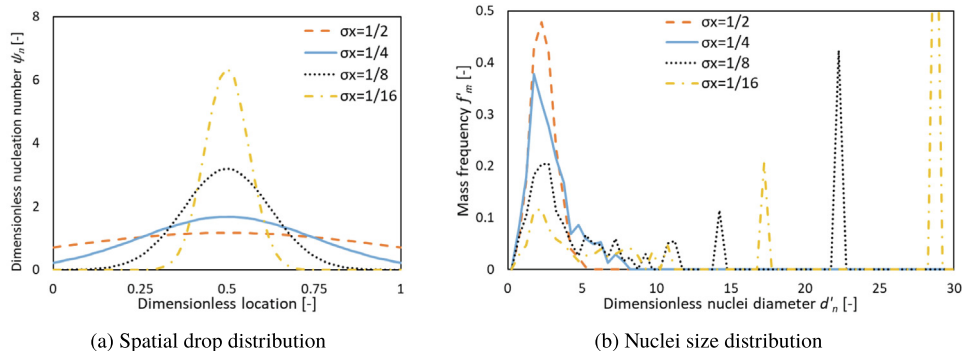 Dimensionless nucleation number ψn [-]
8
6
4
2
0
σx=1/2
σx=1/4
σx=1/8
σx=1/16
0
0.25
0.5
0.75
1
Dimensionless location [-]
(a) Spatial drop distribution
Mass frequency f'm [-]
0.5
0.4
0.3
0.2
0.1
0
σx=1/2
σx=1/4
σx=1/8
σx=1/16
0
5
10
15
20
25
30
Dimensionless nuclei diameter d'n [-]
(b) Nuclei size distribution